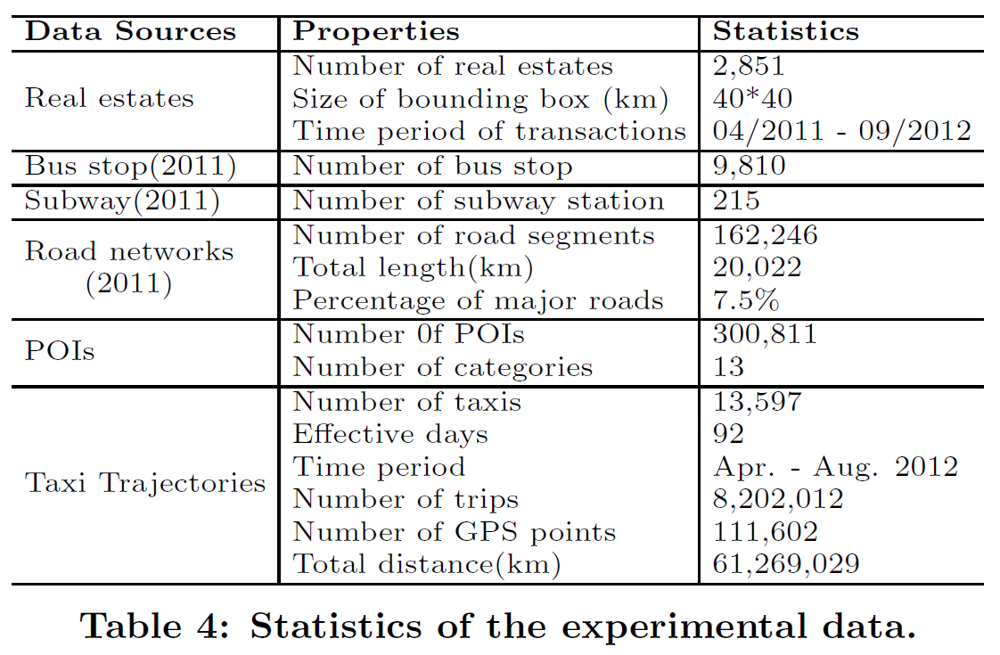 Data Sources Properties Statistics
Number of real estates 2,851
Real estates Size of bounding box (km) 40*40
Time period of transactions 04/2011 - 09/2012
Bus stop(2011) Number of bus stop 9,810
Subway(2011) Number of subway station 215
Number of road segments 162,246
Road networks
(2011)
Total length(km) 20,022
Percentage of major roads 7.5%
POIs
Number 0f POIs 300,811
Number of categories 13
Number of taxis 13,597
Effective days 92
Time period Apr. - Aug. 2012
Taxi Trajectories
Number of trips 8,202,012
Number of GPS points 111,602
Total distance(km) 61,269,029
Table 4: Statistics of the experimental data.